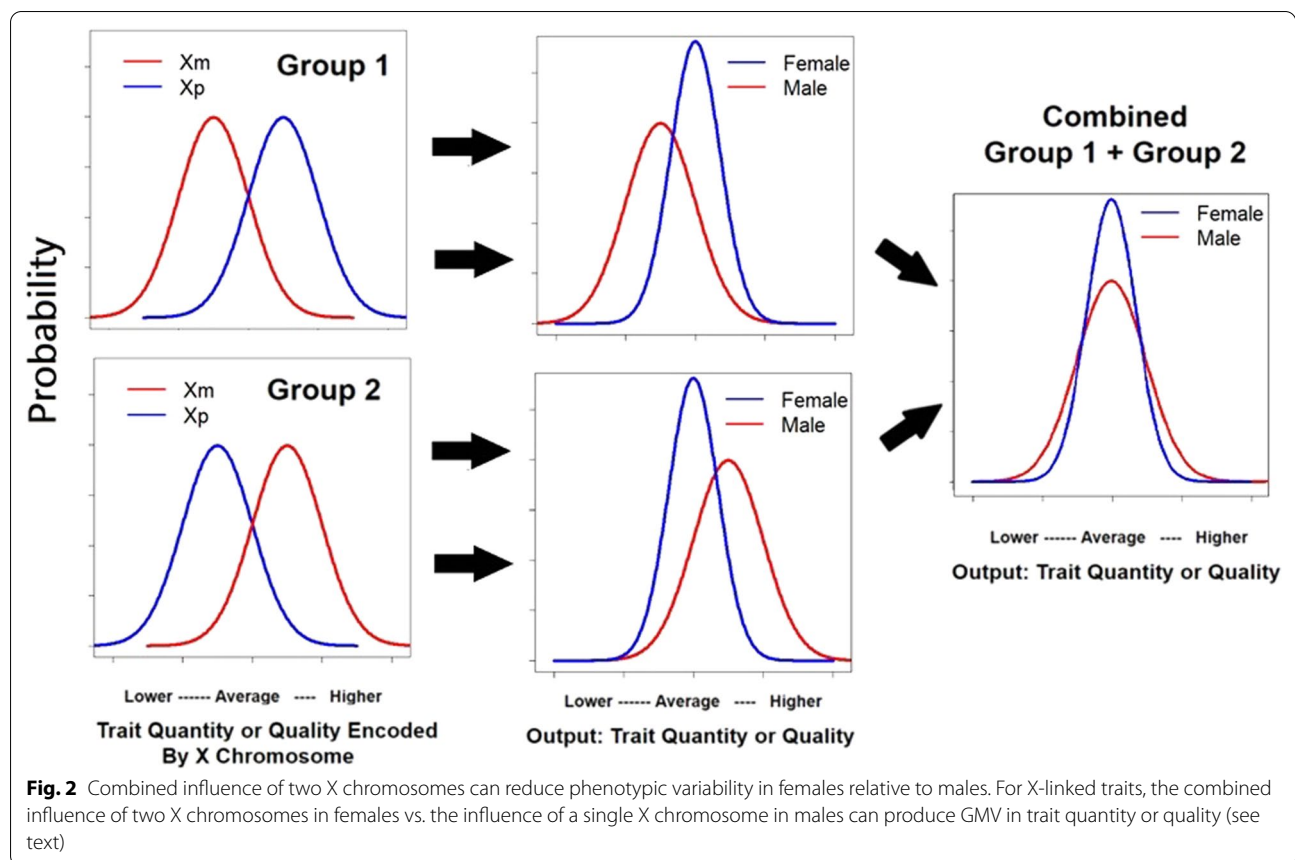 Probability
Xm
Xp
Group 1
Female
Male
Xm
Xp
Group 2
Lower ------ Average ---- Higher
Trait Quantity or Quality Encoded
By X Chromosome
Female
Male
Lower ------ Average ---- Higher
Output: Trait Quantity or Quality
Combined
Group 1 + Group 2
Female
Male
Lower ------ Average ---- Higher
Output: Trait Quantity or Quality
Fig. 2 Combined influence of two X chromosomes can reduce phenotypic variability in females relative to males. For X-linked traits, the combined
influence of two X chromosomes in females vs. the influence of a single X chromosome in males can produce GMV in trait quantity or quality (see
text)